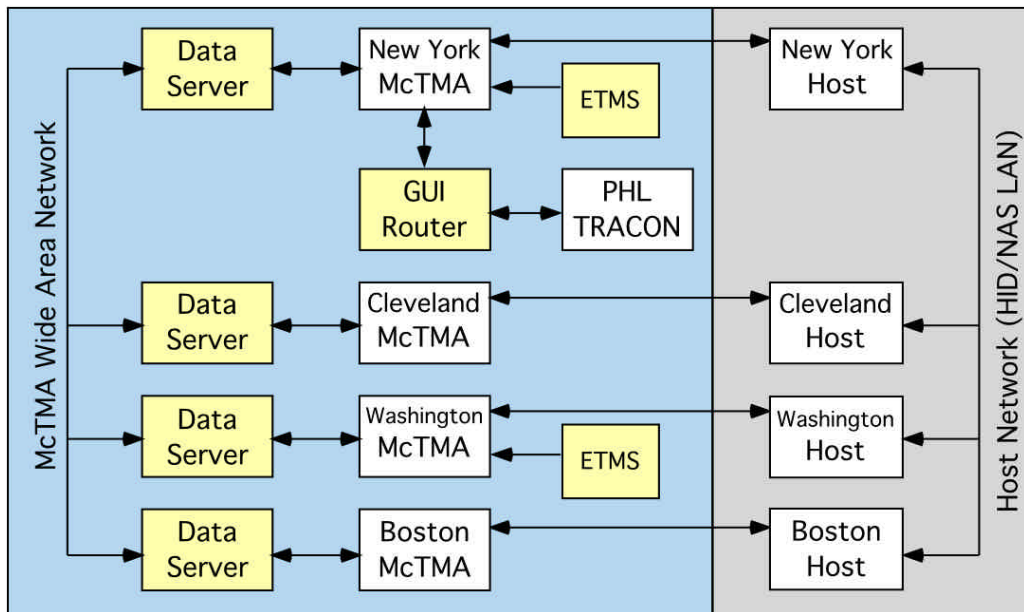 McTMA Wide Area Network
Data
Server
New York
McTMA
ETMS
New York
Host
GUI
Router
PHL
TRACON
Data
Server
Cleveland
McTMA
Cleveland
Host
Data
Server
Washington
McTMA
ETMS
Washington
Host
Data
Server
Boston
McTMA
Boston
Host
Host Network (HID/NAS LAN)